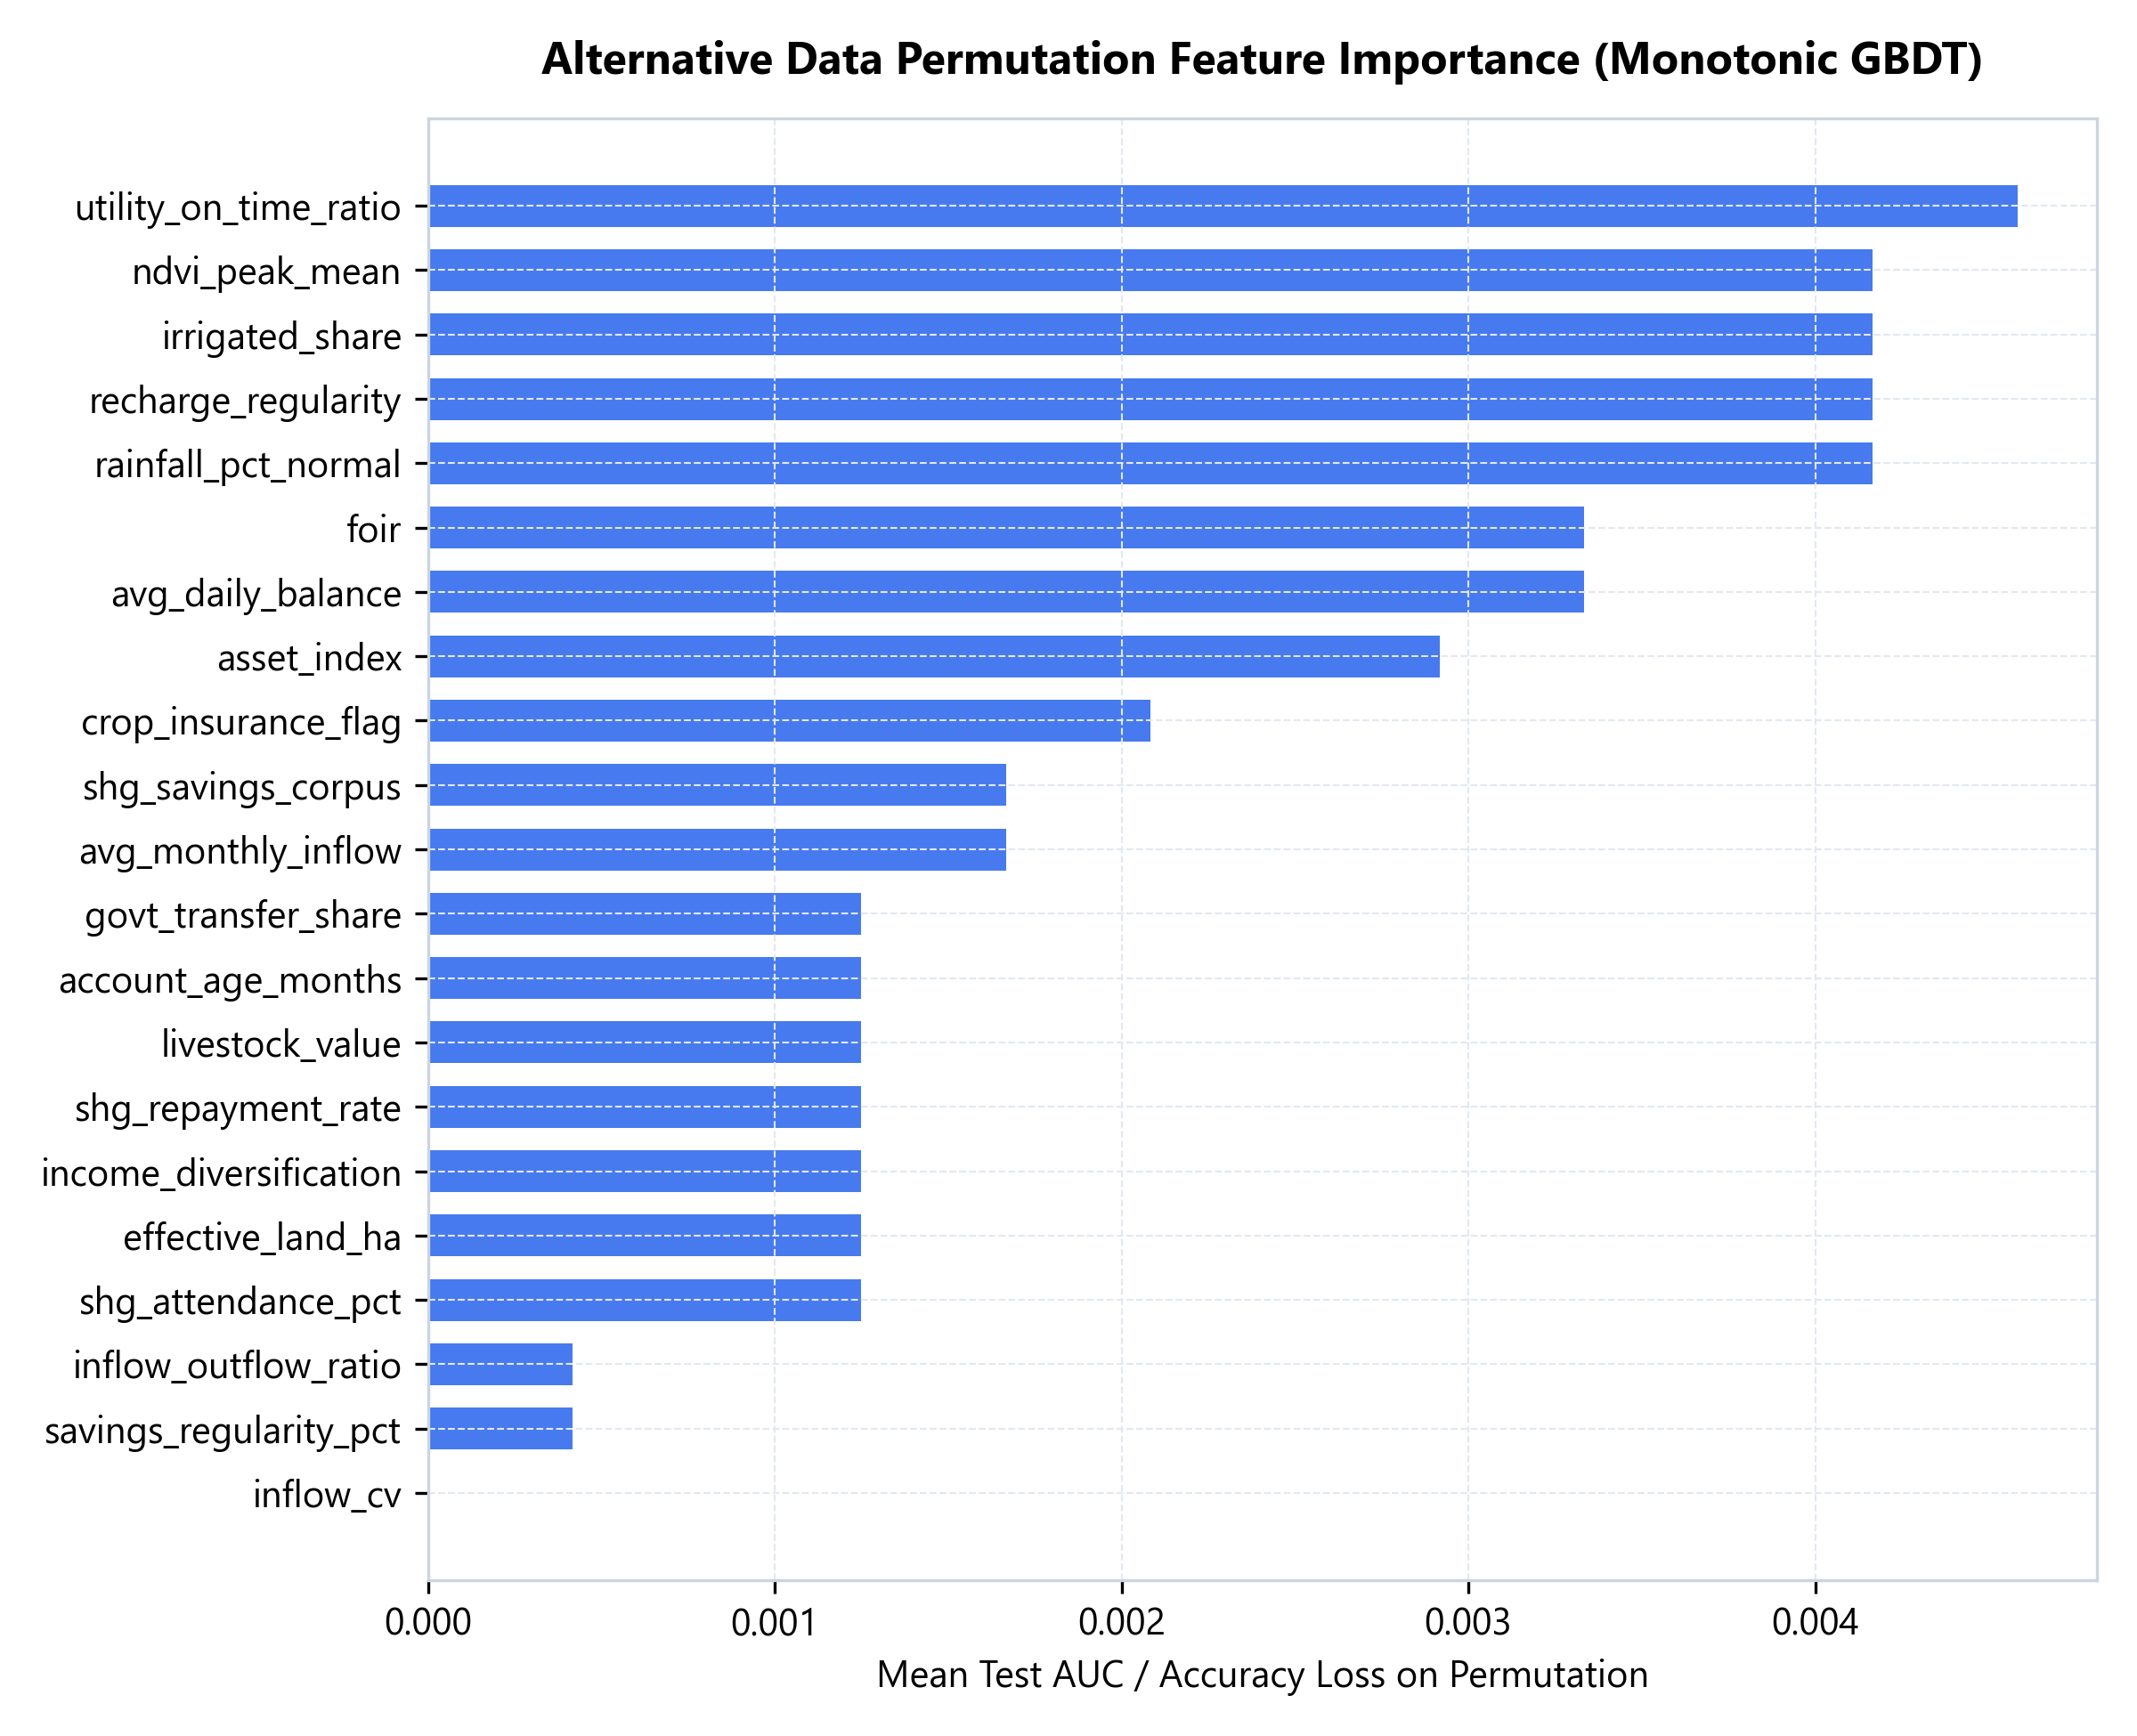 Alternative Data Permutation Feature Importance (Monotonic GBDT)
utility_on_time_ratio
ndvi_peak_mean
irrigated_share
recharge_regularity
rainfall_pct_normal
foir
avg_daily_balance
asset_index
crop_insurance_flag
shg_savings_corpus
avg_monthly_inflow
govt_transfer_share
account_age_months
livestock_value
shg_repayment_rate
income_diversification
effective_land_ha
shg_attendance_pct
inflow_outflow_ratio
savings_regularity_pct
inflow_cv
0.000 0.001 0.002 0.003 0.004
Mean Test AUC / Accuracy Loss on Permutation